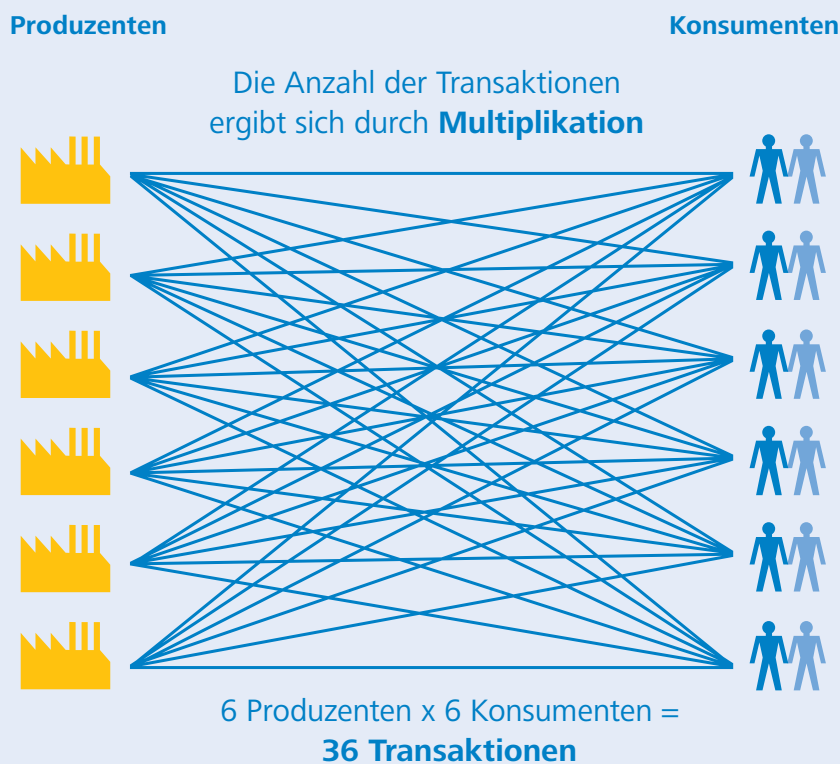 Produzenten
Konsumenten
Die Anzahl der Transaktionen
ergibt sich durch Multiplikation
6 Produzenten x 6 Konsumenten =
36 Transaktionen